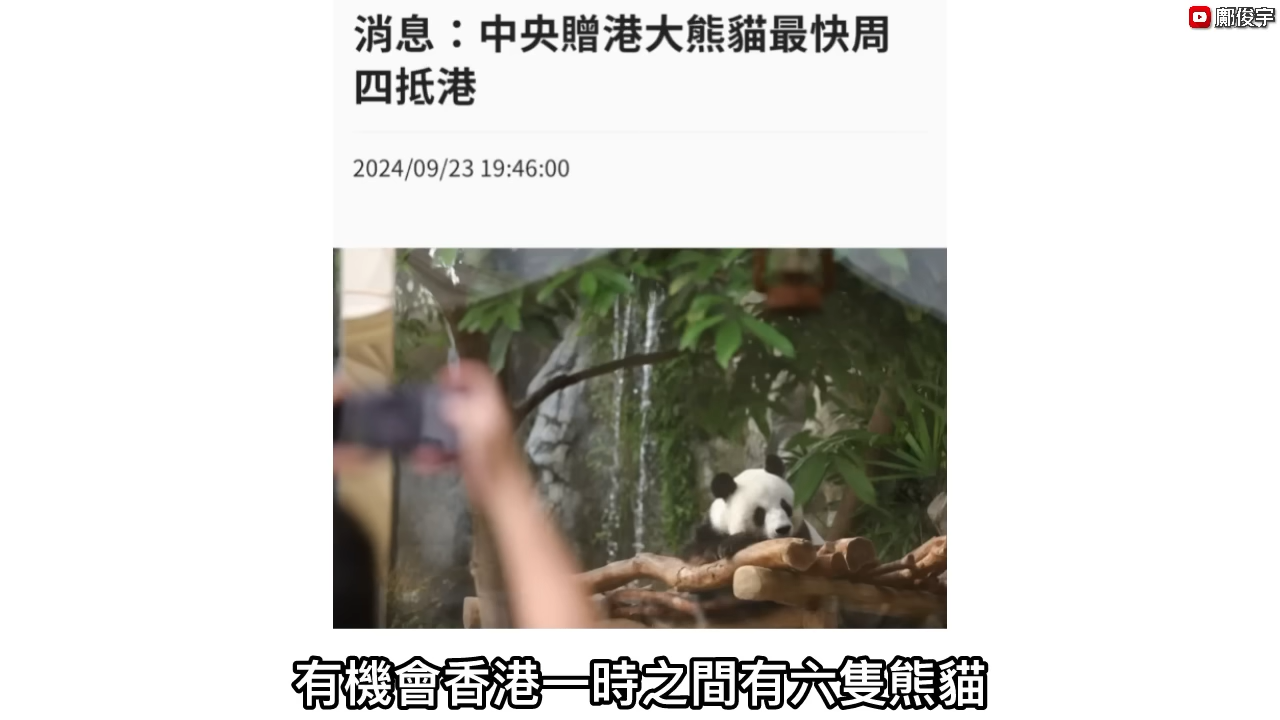 消息：中央贈港大熊貓最快周
四抵港
2024/09/23 19:46:00
鄺俊宇
有機會香港一時之間有六隻熊貓